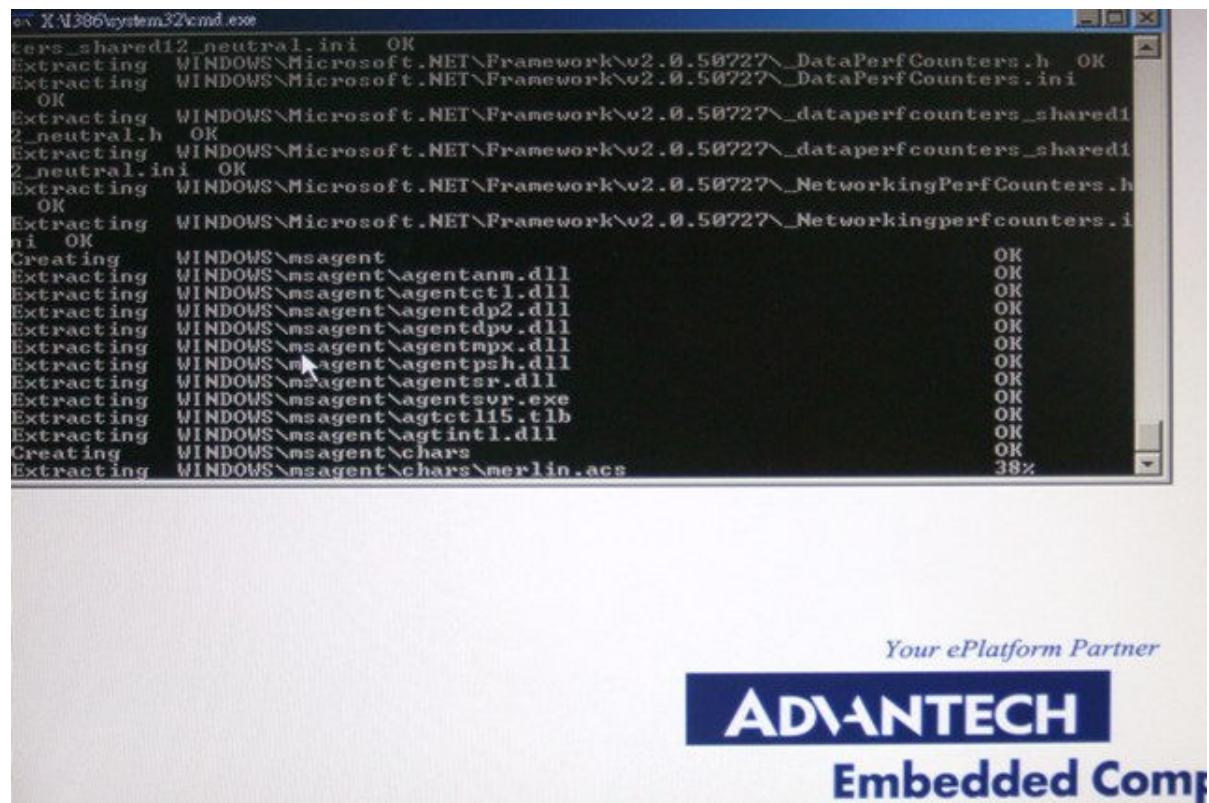 X:\I386\system32\cmd.exe
ters_shared12_neutral.ini OK
Extracting WINDOWS\Microsoft.NET\Framework\v2.0.50727\_DataPerfCounters.h OK
Extracting WINDOWS\Microsoft.NET\Framework\v2.0.50727\_DataPerfCounters.ini
OK
Extracting WINDOWS\Microsoft.NET\Framework\v2.0.50727\_dataperfcounters_shared1
2_neutral.h OK
Extracting WINDOWS\Microsoft.NET\Framework\v2.0.50727\_dataperfcounters_shared1
2_neutral.ini OK
Extracting WINDOWS\Microsoft.NET\Framework\v2.0.50727\_NetworkingPerfCounters.h
OK
Extracting WINDOWS\Microsoft.NET\Framework\v2.0.50727\_Networkingperfcounters.i
ni OK
Creating WINDOWS\msagent OK
Extracting WINDOWS\msagent\agentanm.dll OK
Extracting WINDOWS\msagent\agentctl.dll OK
Extracting WINDOWS\msagent\agentdp2.dll OK
Extracting WINDOWS\msagent\agentdpv.dll OK
Extracting WINDOWS\msagent\agentmpx.dll OK
Extracting WINDOWS\msagent\agentpsh.dll OK
Extracting WINDOWS\msagent\agentsr.dll OK
Extracting WINDOWS\msagent\agentsvr.exe OK
Extracting WINDOWS\msagent\agtctl15.tlb OK
Extracting WINDOWS\msagent\agtintl.dll OK
Creating WINDOWS\msagent\chars OK
Extracting WINDOWS\msagent\chars\merlin.acs 38%
Your ePlatform Partner
ADVANTECH
Embedded Comp